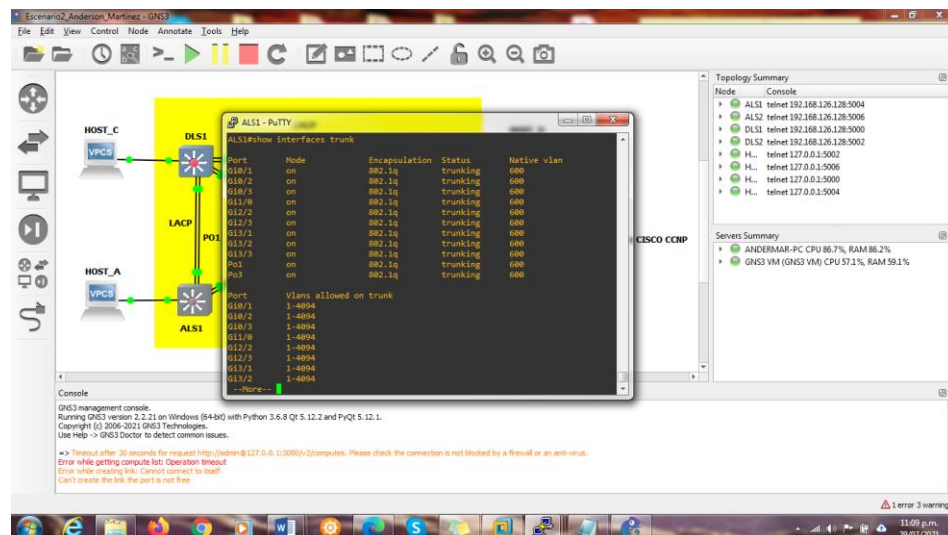 Escenario2_Anderson_Martinez - GNS3
File Edit View Control Node Annotate Tools Help
HOST_C
DLS1
VPCS
LACP
PO1
HOST_A
VPCS
ALS1
CISCO CCNP
ALS1 - PuTTY
ALS1#show interfaces trunk
Port Mode Encapsulation Status Native vlan
Gi0/1 on 802.1q trunking 600
Gi0/2 on 802.1q trunking 600
Gi0/3 on 802.1q trunking 600
Gi1/0 on 802.1q trunking 600
Gi2/2 on 802.1q trunking 600
Gi2/3 on 802.1q trunking 600
Gi3/1 on 802.1q trunking 600
Gi3/2 on 802.1q trunking 600
Gi3/3 on 802.1q trunking 600
Po1 on 802.1q trunking 600
Po3 on 802.1q trunking 600
Port Vlans allowed on trunk
Gi0/1 1-4094
Gi0/2 1-4094
Gi0/3 1-4094
Gi1/0 1-4094
Gi2/2 1-4094
Gi2/3 1-4094
Gi3/1 1-4094
Gi3/2 1-4094
--More--
Topology Summary
Node Console
ALS1 telnet 192.168.126.128:5004
ALS2 telnet 192.168.126.128:5006
DLS1 telnet 192.168.126.128:5000
DLS2 telnet 192.168.126.128:5002
H... telnet 127.0.0.1:5002
H... telnet 127.0.0.1:5006
H... telnet 127.0.0.1:5000
H... telnet 127.0.0.1:5004
Servers Summary
ANDERMAR-PC CPU 86.7%, RAM 86.2%
GNS3 VM (GNS3 VM) CPU 57.1%, RAM 59.1%
Console
GNS3 management console.
Running GNS3 version 2.2.21 on Windows (64-bit) with Python 3.6.8 Qt 5.12.2 and PyQt 5.12.1.
Copyright (c) 2006-2021 GNS3 Technologies.
Use Help -> GNS3 Doctor to detect common issues.
=> Timeout after 30 seconds for request http://admin@127.0.0.1:3080/v2/computes. Please check the connection is not blocked by a firewall or an anti-virus.
Error while getting compute list: Operation timeout
Error while creating link: Cannot connect to itself
Can't create the link the port is not free
1 error 3 warning
11:09 p.m.
29/07/2021